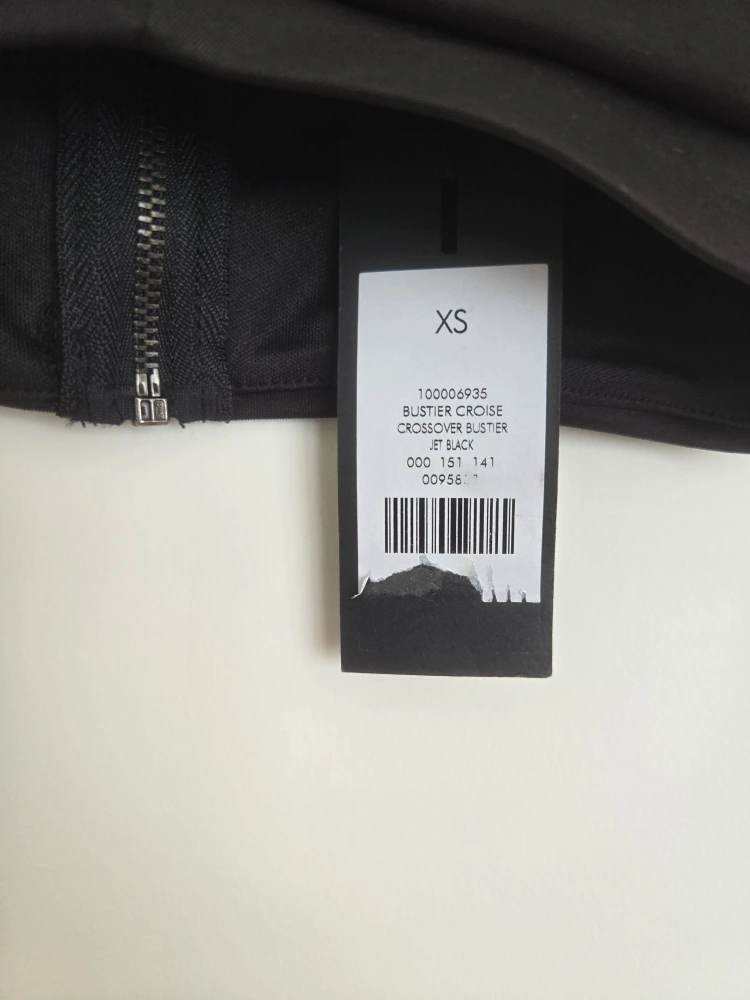 XS
100006935
BUSTIER CROISE
CROSSOVER BUSTIER
JET BLACK
000 151 141